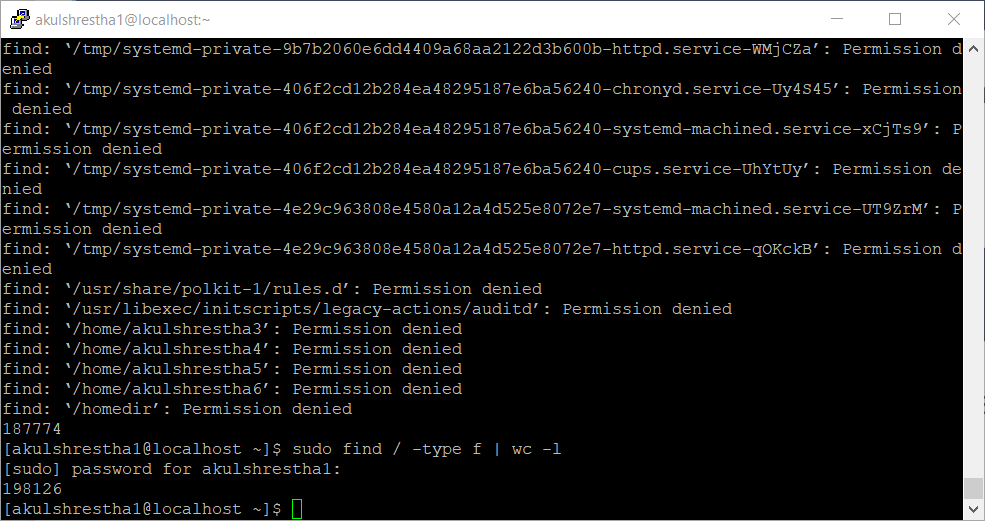 akulshrestha1@localhost:~
find: ‘/tmp/systemd-private-9b7b2060e6dd4409a68aa2122d3b600b-httpd.service-WMjCZa’: Permission d
enied
find: ‘/tmp/systemd-private-406f2cd12b284ea48295187e6ba56240-chronyd.service-Uy4S45’: Permission
 denied
find: ‘/tmp/systemd-private-406f2cd12b284ea48295187e6ba56240-systemd-machined.service-xCjTs9’: P
ermission denied
find: ‘/tmp/systemd-private-406f2cd12b284ea48295187e6ba56240-cups.service-UhYtUy’: Permission de
nied
find: ‘/tmp/systemd-private-4e29c963808e4580a12a4d525e8072e7-systemd-machined.service-UT9ZrM’: P
ermission denied
find: ‘/tmp/systemd-private-4e29c963808e4580a12a4d525e8072e7-httpd.service-qOKckB’: Permission d
enied
find: ‘/usr/share/polkit-1/rules.d’: Permission denied
find: ‘/usr/libexec/initscripts/legacy-actions/auditd’: Permission denied
find: ‘/home/akulshrestha3’: Permission denied
find: ‘/home/akulshrestha4’: Permission denied
find: ‘/home/akulshrestha5’: Permission denied
find: ‘/home/akulshrestha6’: Permission denied
find: ‘/homedir’: Permission denied
187774
[akulshrestha1@localhost ~]$ sudo find / -type f | wc -l
[sudo] password for akulshrestha1:
198126
[akulshrestha1@localhost ~]$